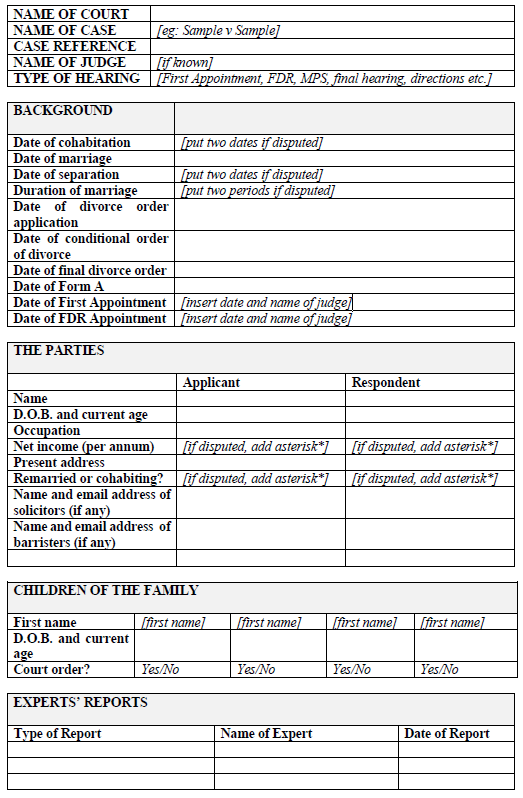 NAME OF COURT
NAME OF CASE [eg: Sample v Sample]
CASE REFERENCE
NAME OF JUDGE [if known]
TYPE OF HEARING [First Appointment, FDR, MPS, final hearing, directions etc.]
BACKGROUND
Date of cohabitation [put two dates if disputed]
Date of marriage
Date of separation [put two dates if disputed]
Duration of marriage [put two periods if disputed]
Date of divorce order
application
Date of conditional order
of divorce
Date of final divorce order
Date of Form A
Date of First Appointment [insert date and name of judge]
Date of FDR Appointment [insert date and name of judge]
THE PARTIES
Applicant Respondent
Name
D.O.B. and current age
Occupation
Net income (per annum) [if disputed, add asterisk*] [if disputed, add asterisk*]
Present address
Remarried or cohabiting? [if disputed, add asterisk*] [if disputed, add asterisk*]
Name and email address of
solicitors (if any)
Name and email address of
barristers (if any)
CHILDREN OF THE FAMILY
First name [first name] [first name] [first name] [first name]
D.O.B. and current
age
Court order? Yes/No Yes/No Yes/No Yes/No
EXPERTS' REPORTS
Type of Report Name of Expert Date of Report